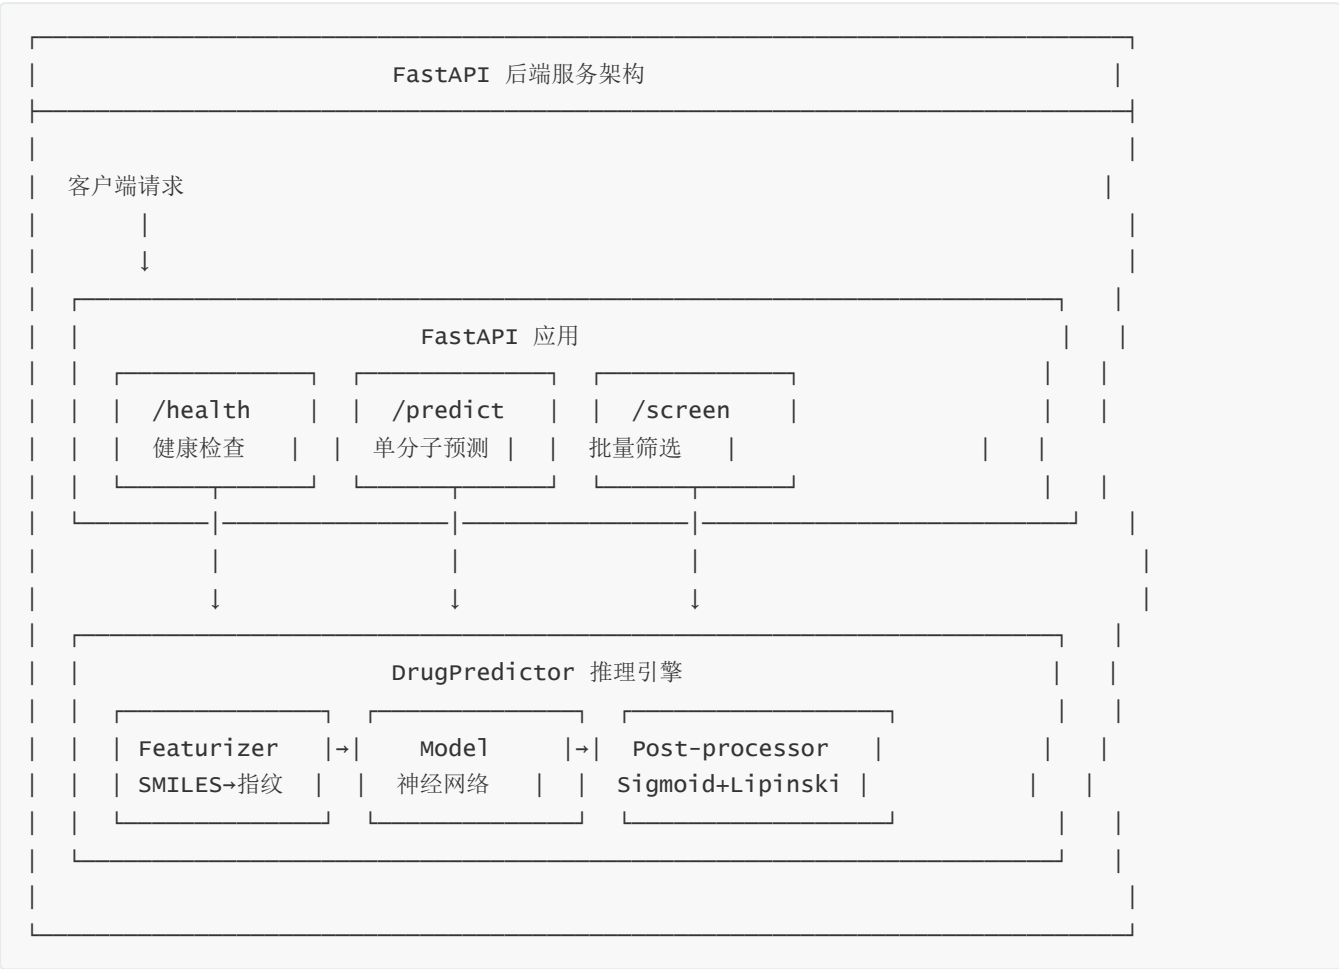 FastAPI 后端服务架构
客户端请求
↓
FastAPI 应用
/health /predict /screen
健康检查 单分子预测 批量筛选
↓ ↓ ↓
DrugPredictor 推理引擎
Featurizer → Model → Post-processor
SMILES→指纹 神经网络 Sigmoid+Lipinski